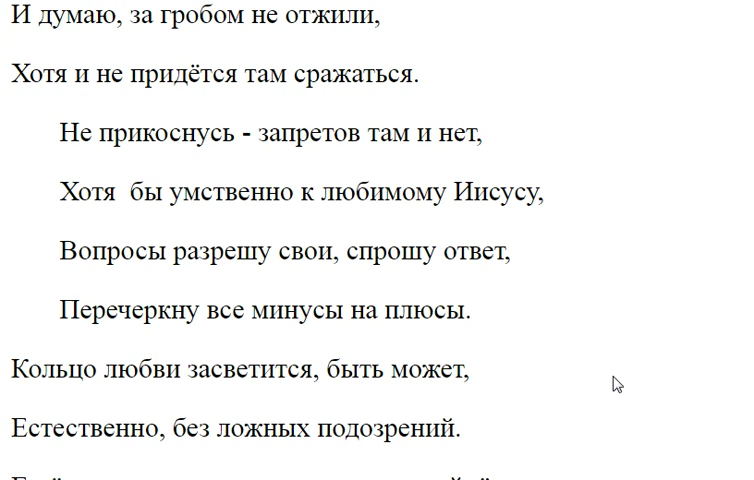 И думаю, за гробом не отжили,
Хотя и не придётся там сражаться.
Не прикоснусь - запретов там и нет,
Хотя  бы умственно к любимому Иисусу,
Вопросы разрешу свои, спрошу ответ,
Перечеркну все минусы на плюсы.
Кольцо любви засветится, быть может,
Естественно, без ложных подозрений.